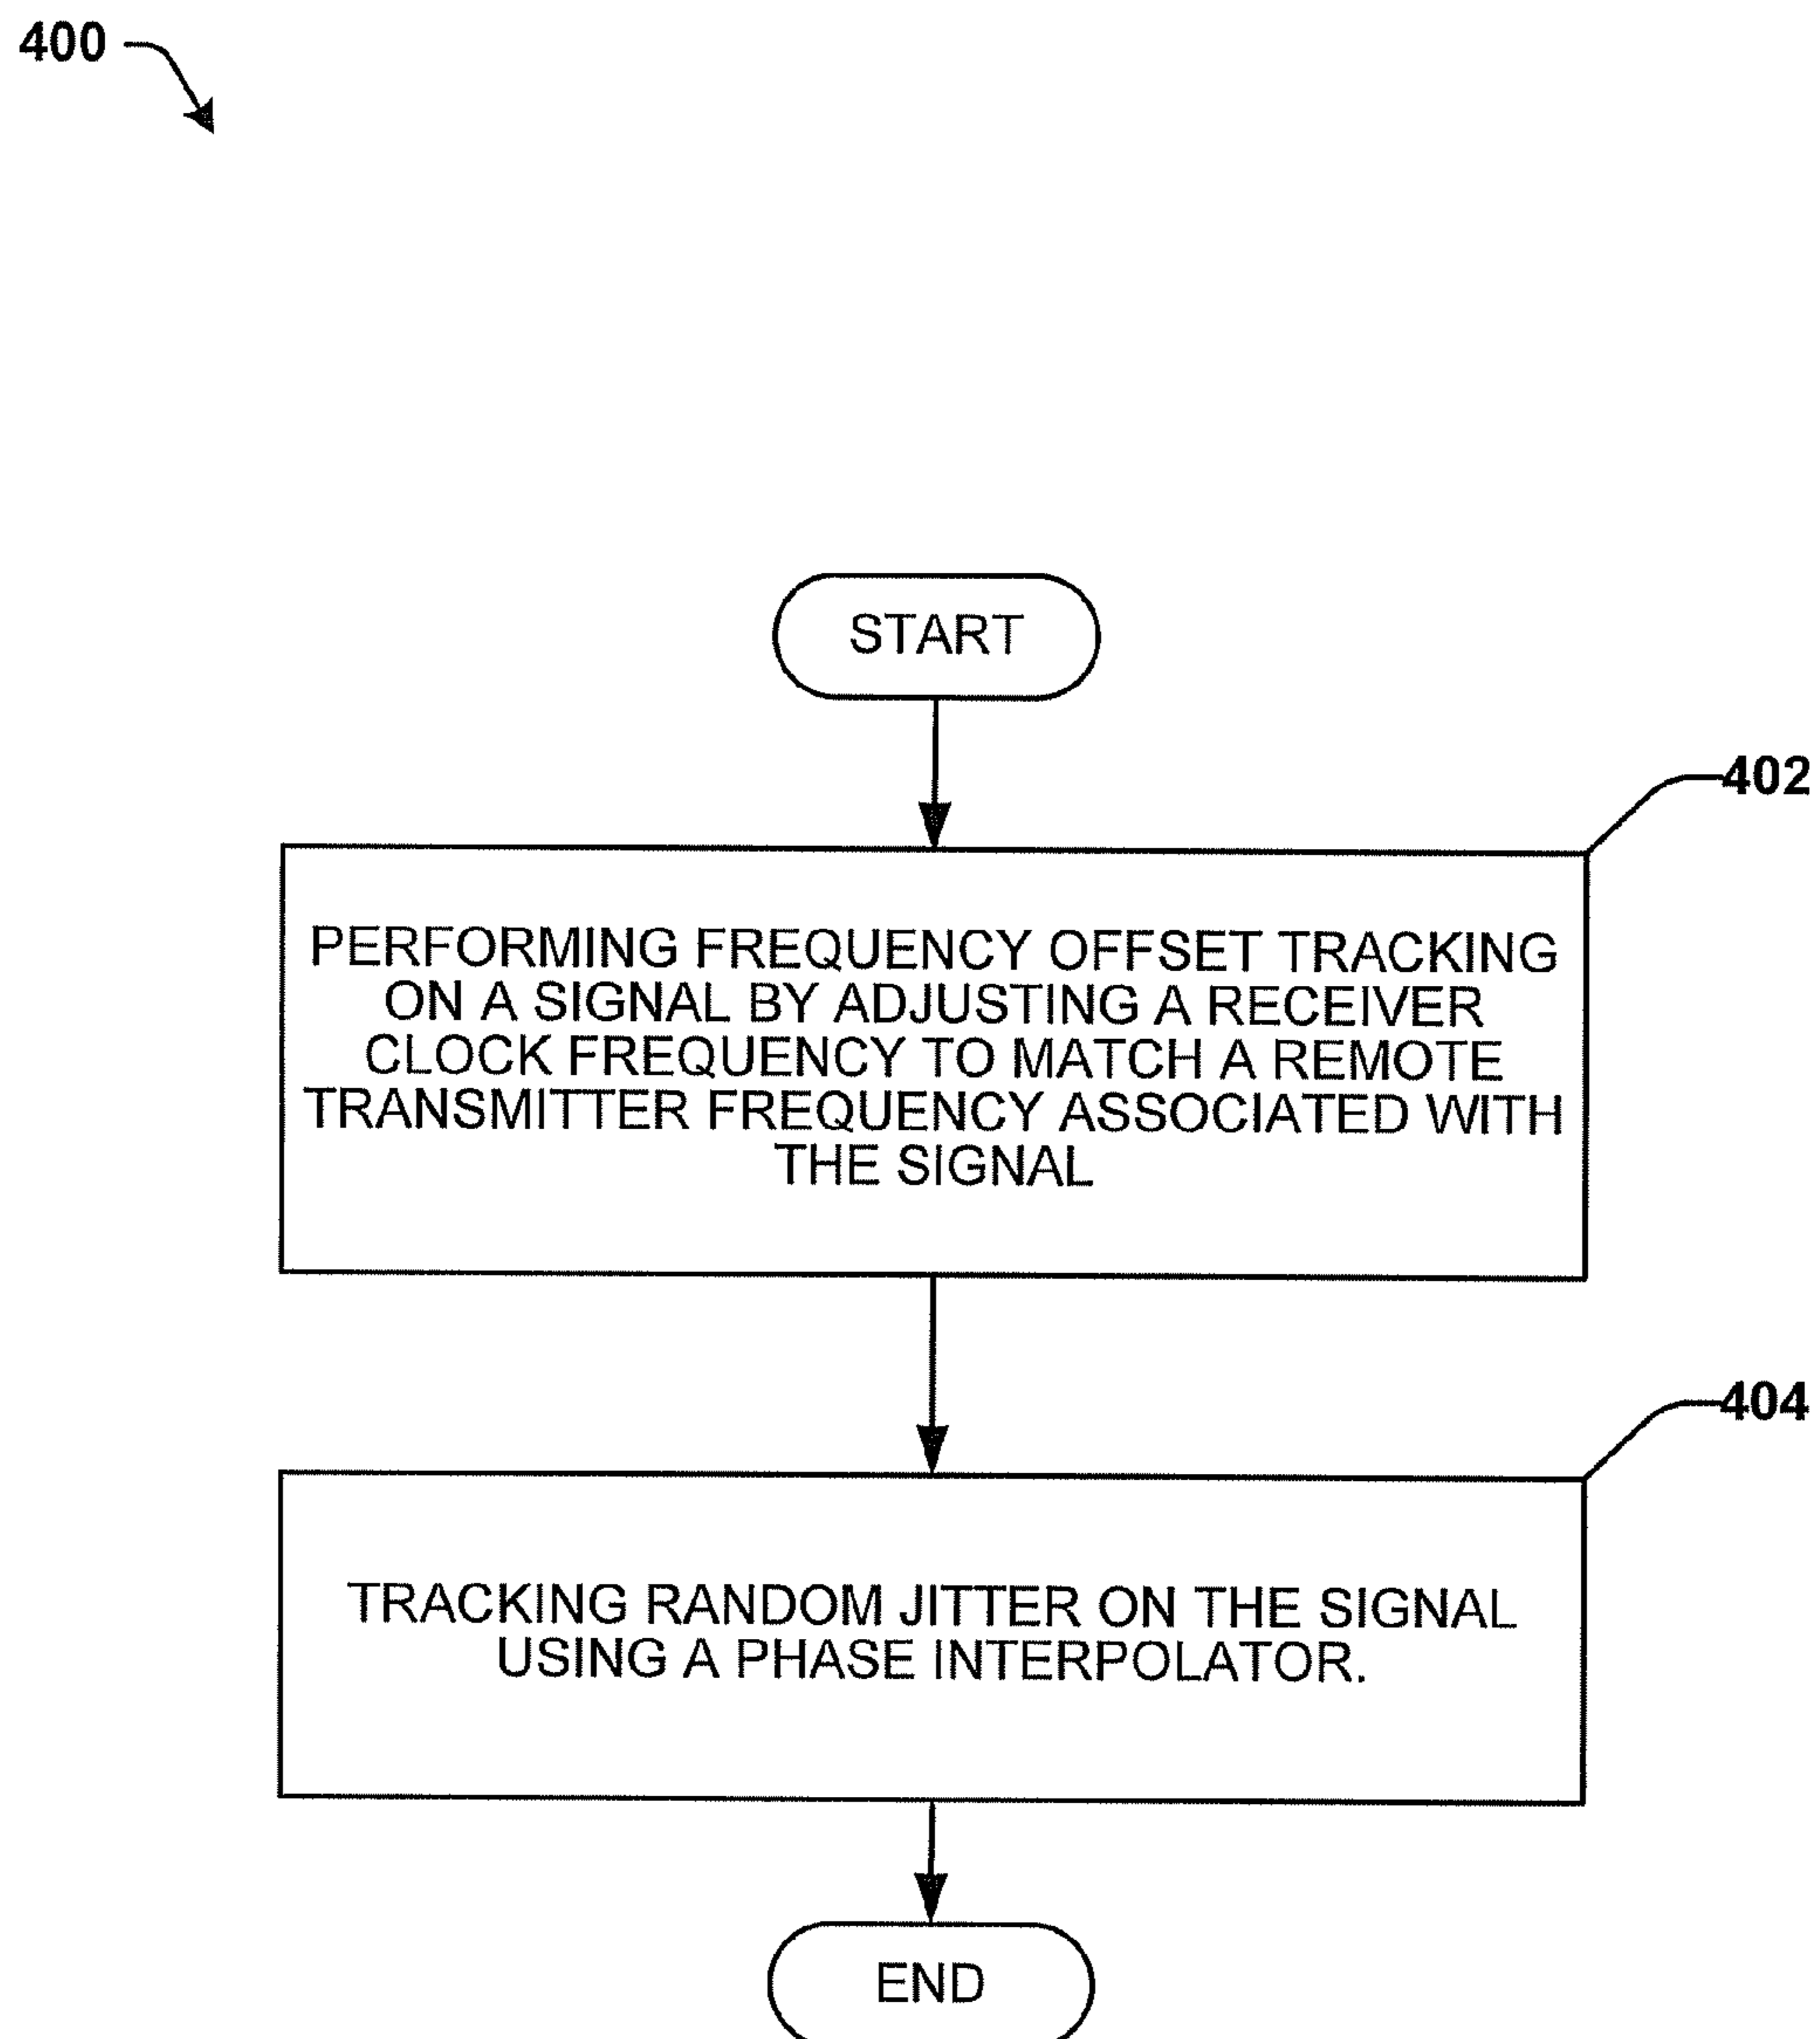 400
START
402
PERFORMING FREQUENCY OFFSET TRACKING
ON A SIGNAL BY ADJUSTING A RECEIVER
CLOCK FREQUENCY TO MATCH A REMOTE
TRANSMITTER FREQUENCY ASSOCIATED WITH
THE SIGNAL
404
TRACKING RANDOM JITTER ON THE SIGNAL
USING A PHASE INTERPOLATOR.
END